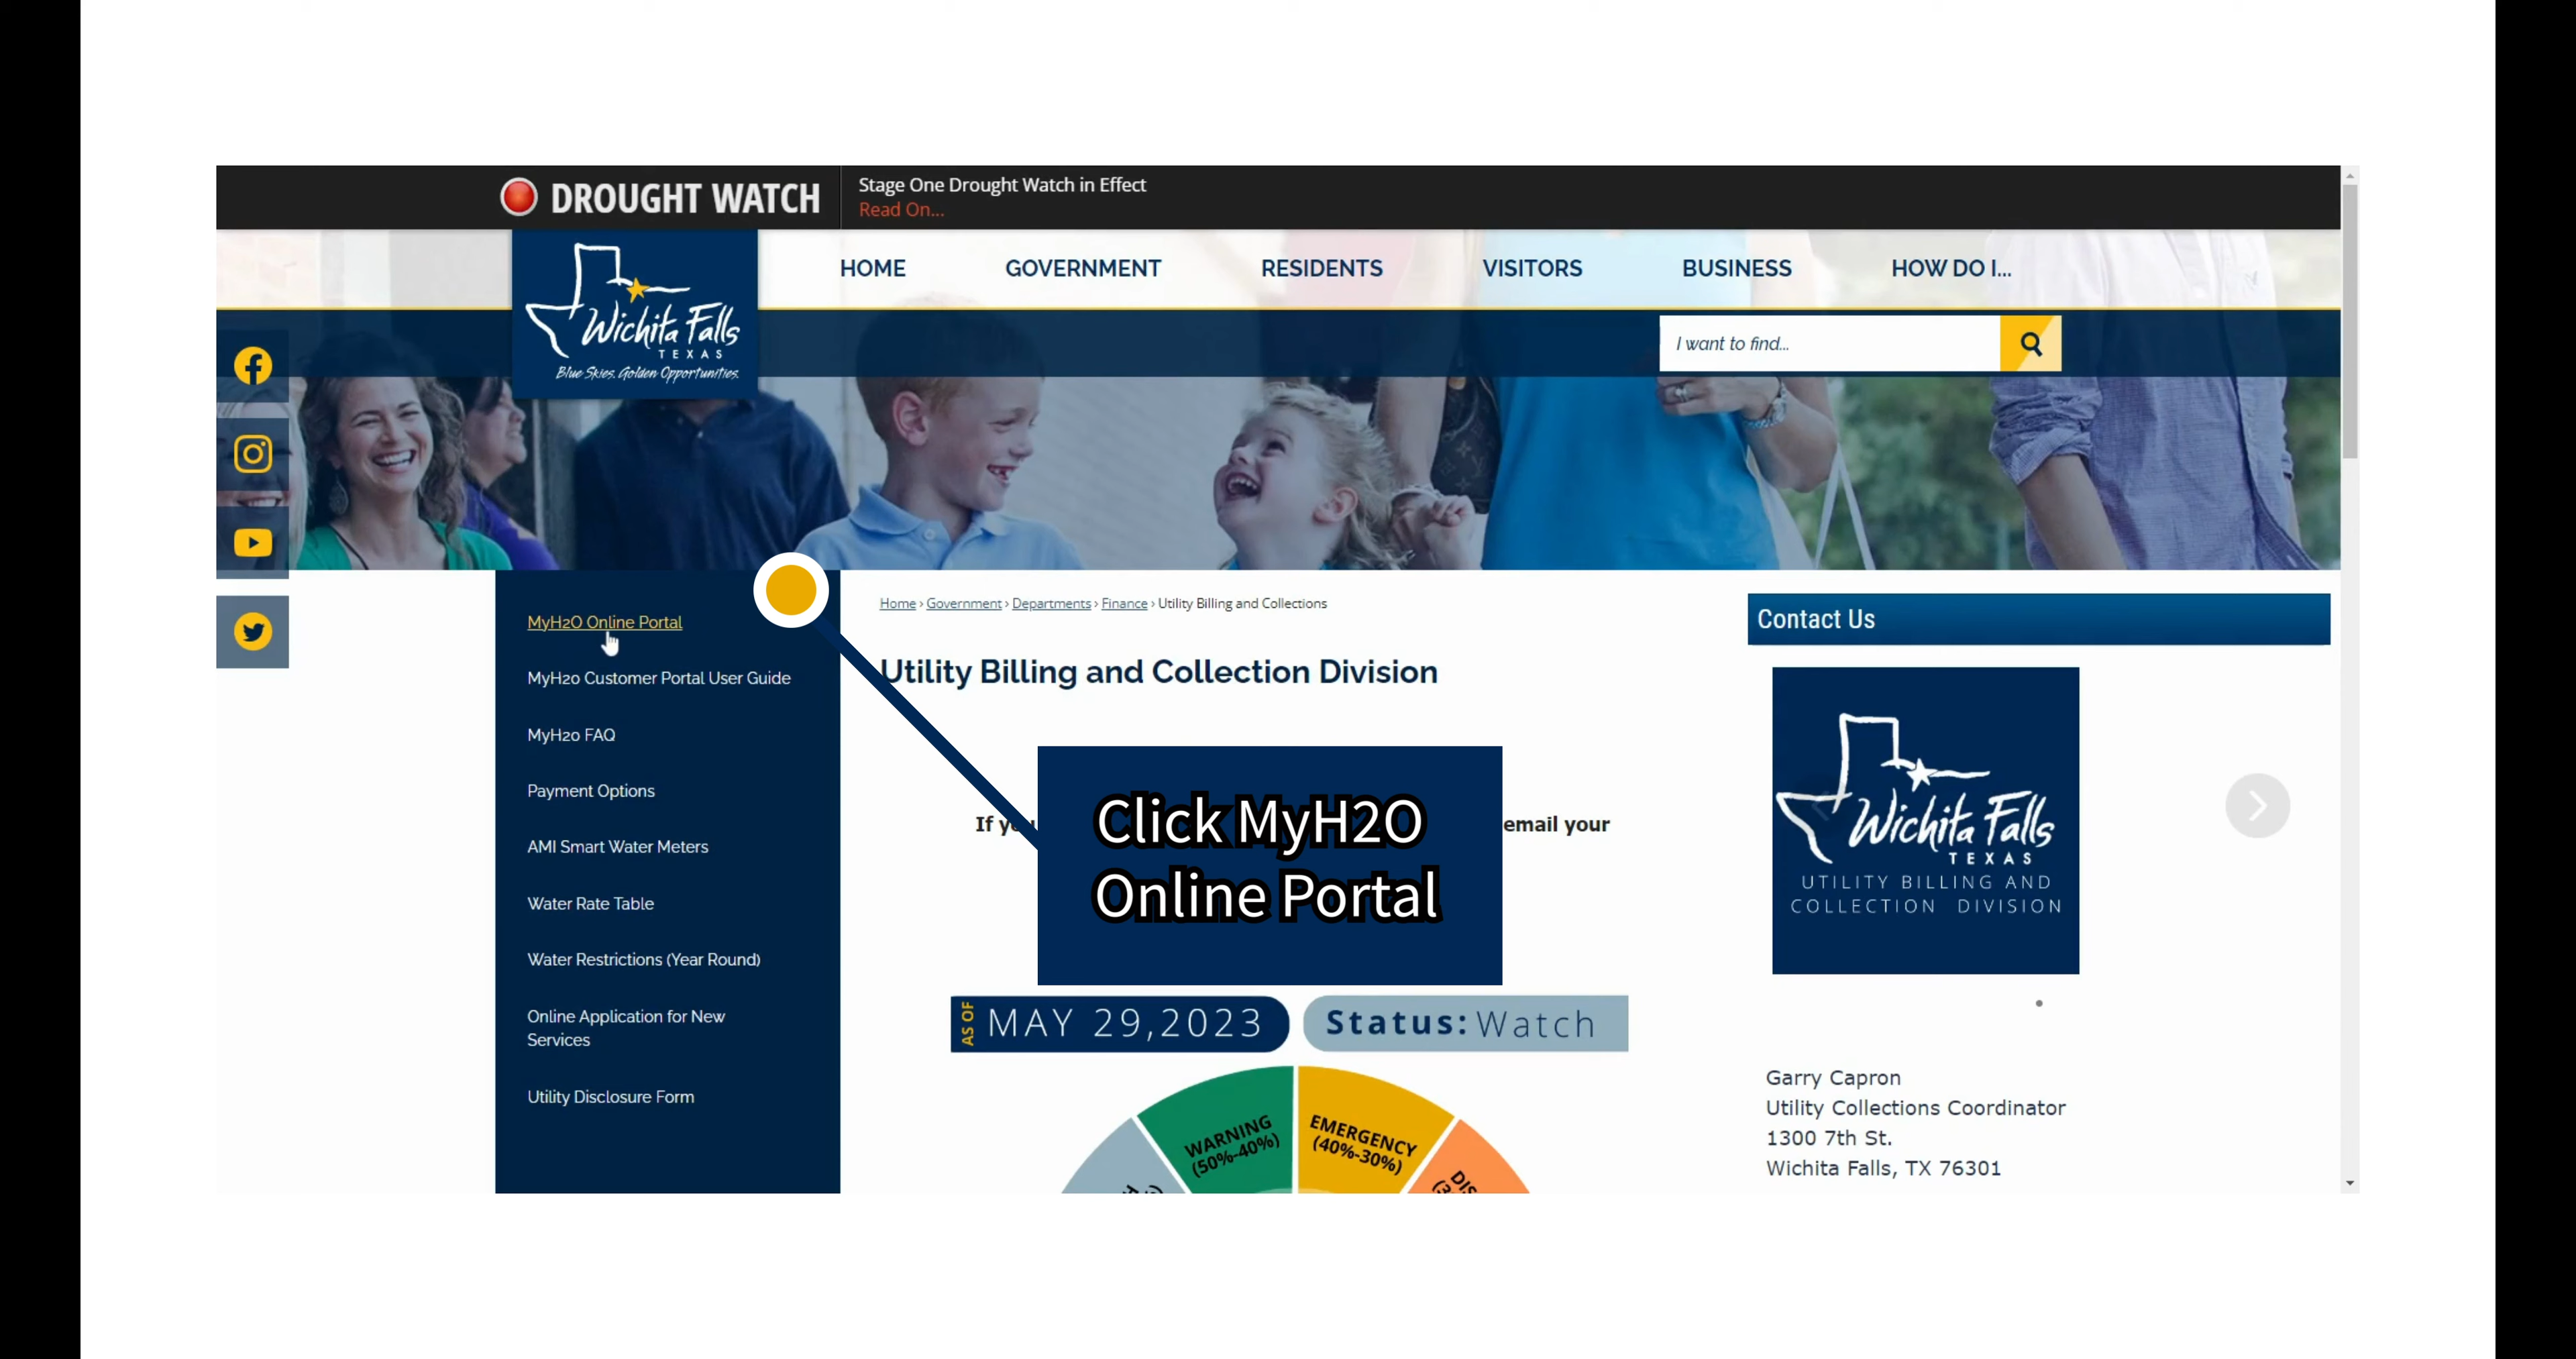 DROUGHT WATCH
Stage One Drought Watch in Effect
Read On...
Wichita Falls
TEXAS
Blue Skies. Golden Opportunities.
HOME
GOVERNMENT
RESIDENTS
VISITORS
BUSINESS
HOW DO I...
I want to find...
MyH2O Online Portal
MyH2o Customer Portal User Guide
MyH2o FAQ
Payment Options
AMI Smart Water Meters
Water Rate Table
Water Restrictions (Year Round)
Online Application for New
Services
Utility Disclosure Form
Home › Government › Departments › Finance › Utility Billing and Collections
Utility Billing and Collection Division
If you
email your
Click MyH2O
Online Portal
AS OF
MAY 29,2023
Status: Watch
WARNING
(50%-40%)
EMERGENCY
(40%-30%)
Contact Us
Wichita Falls
TEXAS
UTILITY BILLING AND
COLLECTION DIVISION
Garry Capron
Utility Collections Coordinator
1300 7th St.
Wichita Falls, TX 76301